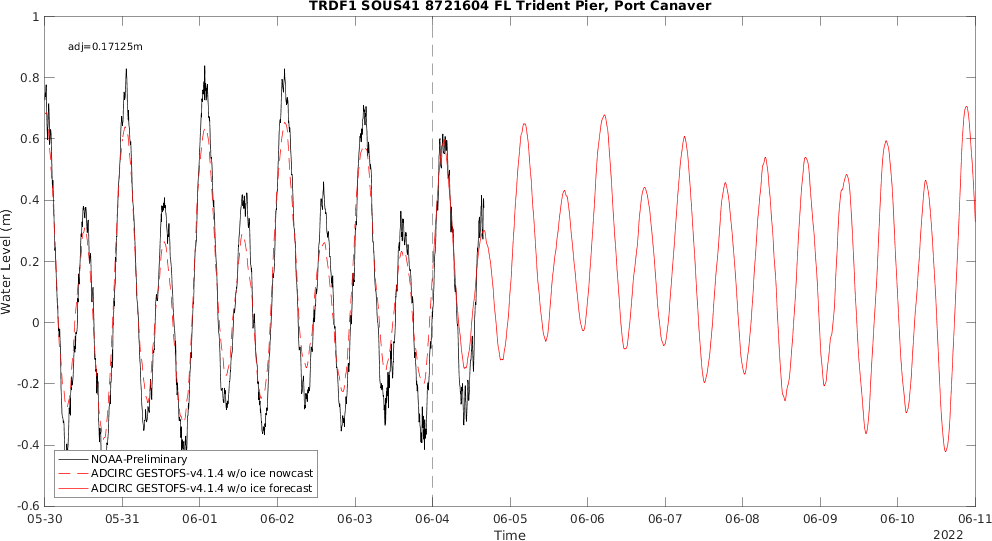 TRDF1 SOUS41 8721604 FL Trident Pier, Port Canaver
adj=0.17125m
1
0.8
0.6
0.4
0.2
0
-0.2
-0.4
-0.6
Water Level (m)
NOAA-Preliminary
ADCIRC GESTOFS-v4.1.4 w/o ice nowcast
ADCIRC GESTOFS-v4.1.4 w/o ice forecast
05-30 05-31 06-01 06-02 06-03 06-04 06-05 06-06 06-07 06-08 06-09 06-10 06-11
Time
2022